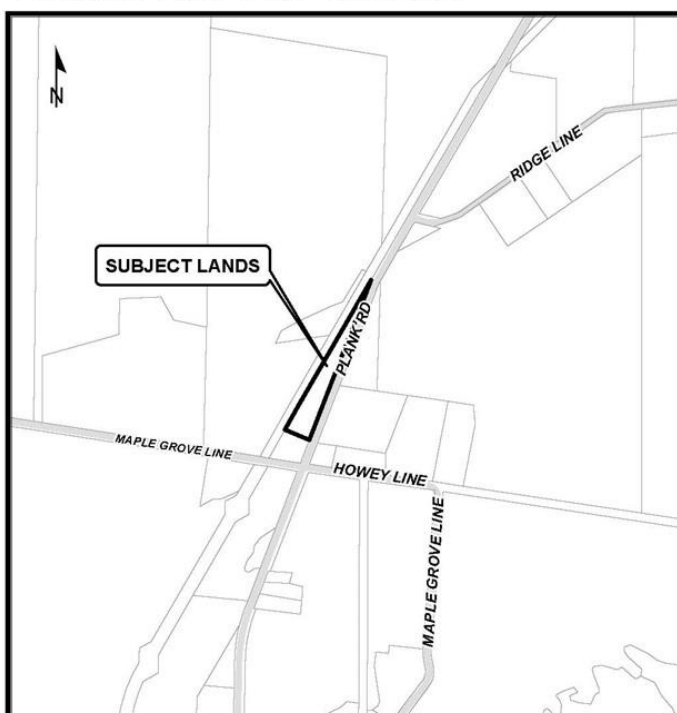 N
RIDGE LINE
SUBJECT LANDS
PLANK RD
MAPLE GROVE LINE
HOWEY LINE
MAPLE GROVE LINE